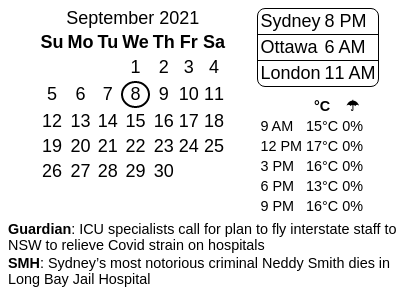 September 2021
Su Mo Tu We Th Fr Sa
1 2 3 4
5 6 7 8 9 10 11
12 13 14 15 16 17 18
19 20 21 22 23 24 25
26 27 28 29 30
Sydney 8 PM
Ottawa 6 AM
London 11 AM
°C ☂
9 AM 15°C 0%
12 PM 17°C 0%
3 PM 16°C 0%
6 PM 13°C 0%
9 PM 16°C 0%
Guardian: ICU specialists call for plan to fly interstate staff to
NSW to relieve Covid strain on hospitals
SMH: Sydney’s most notorious criminal Neddy Smith dies in
Long Bay Jail Hospital